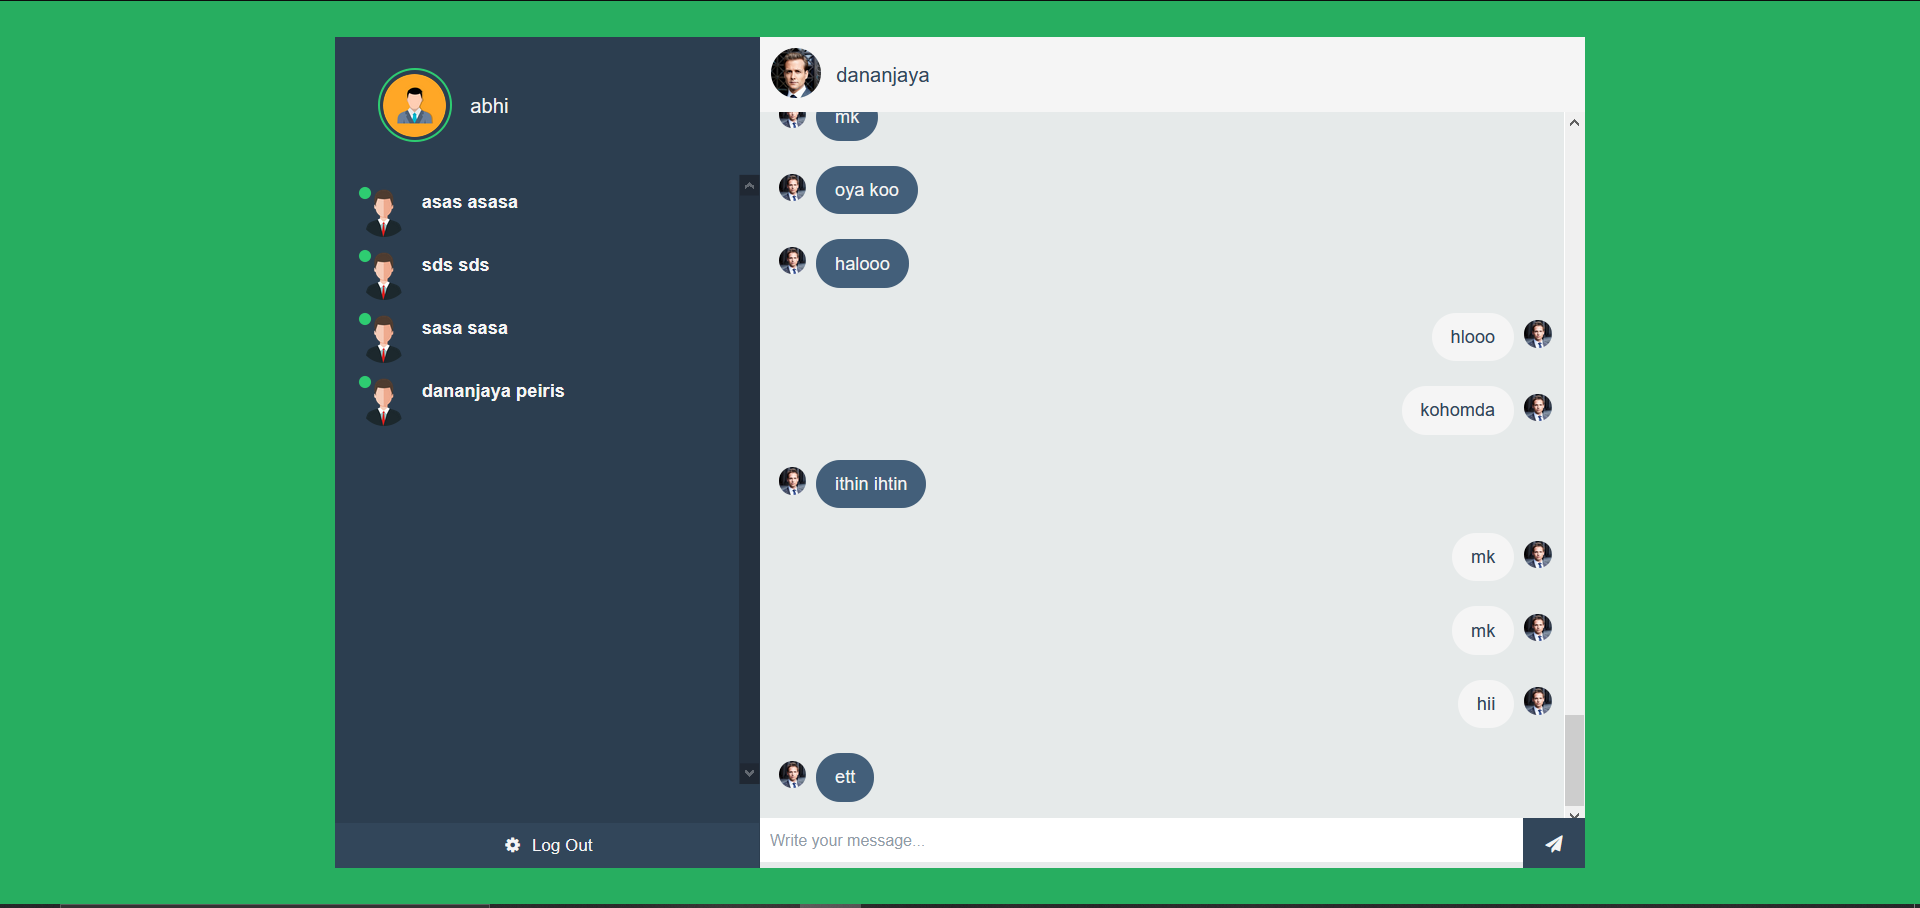 abhi
asas asasa
sds sds
sasa sasa
dananjaya peiris
Log Out
dananjaya
mk
oya koo
halooo
hlooo
kohomda
ithin ihtin
mk
mk
hii
ett
Write your message...